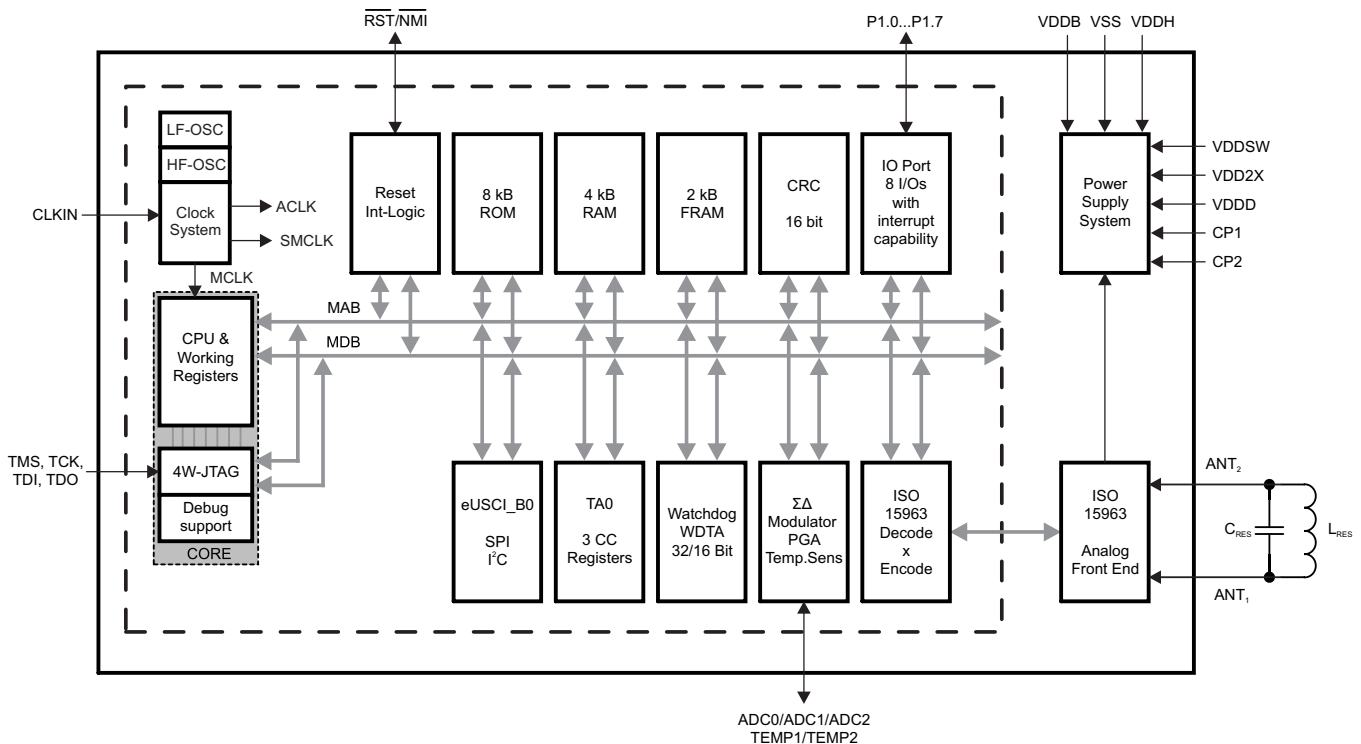 RST/NMI
P1.0...P1.7
VDDB VSS VDDH
LF-OSC
HF-OSC
Clock
System
CLKIN
ACLK
SMCLK
MCLK
Reset
Int-Logic
8 kB
ROM
4 kB
RAM
2 kB
FRAM
CRC
16 bit
IO Port
8 I/Os
with
interrupt
capability
Power
Supply
System
VDDSW
VDD2X
VDDD
CP1
CP2
MAB
MDB
CPU &
Working
Registers
TMS, TCK,
TDI, TDO
4W-JTAG
Debug
support
CORE
eUSCI_B0
SPI
I²C
TA0
3 CC
Registers
Watchdog
WDTA
32/16 Bit
ΣΔ
Modulator
PGA
Temp.Sens
ISO
15963
Decode
x
Encode
ISO
15963
Analog
Front End
ANT₂
CRES
LRES
ANT₁
ADC0/ADC1/ADC2
TEMP1/TEMP2